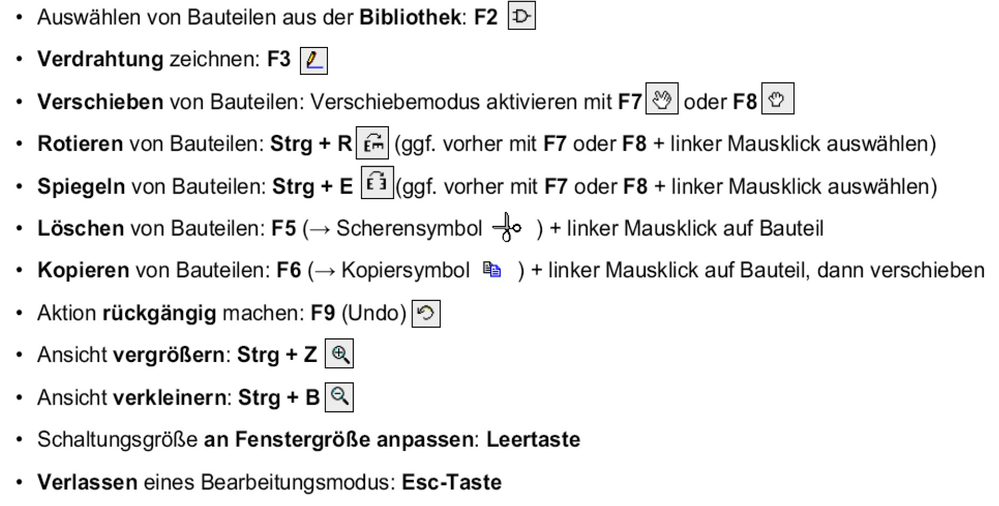 • Auswählen von Bauteilen aus der Bibliothek: F2
• Verdrahtung zeichnen: F3
• Verschieben von Bauteilen: Verschiebemodus aktivieren mit F7 oder F8
• Rotieren von Bauteilen: Strg + R (ggf. vorher mit F7 oder F8 + linker Mausklick auswählen)
• Spiegeln von Bauteilen: Strg + E (ggf. vorher mit F7 oder F8 + linker Mausklick auswählen)
• Löschen von Bauteilen: F5 (→ Scherensymbol ) + linker Mausklick auf Bauteil
• Kopieren von Bauteilen: F6 (→ Kopiersymbol ) + linker Mausklick auf Bauteil, dann verschieben
• Aktion rückgängig machen: F9 (Undo)
• Ansicht vergrößern: Strg + Z
• Ansicht verkleinern: Strg + B
• Schaltungsgröße an Fenstergröße anpassen: Leertaste
• Verlassen eines Bearbeitungsmodus: Esc-Taste